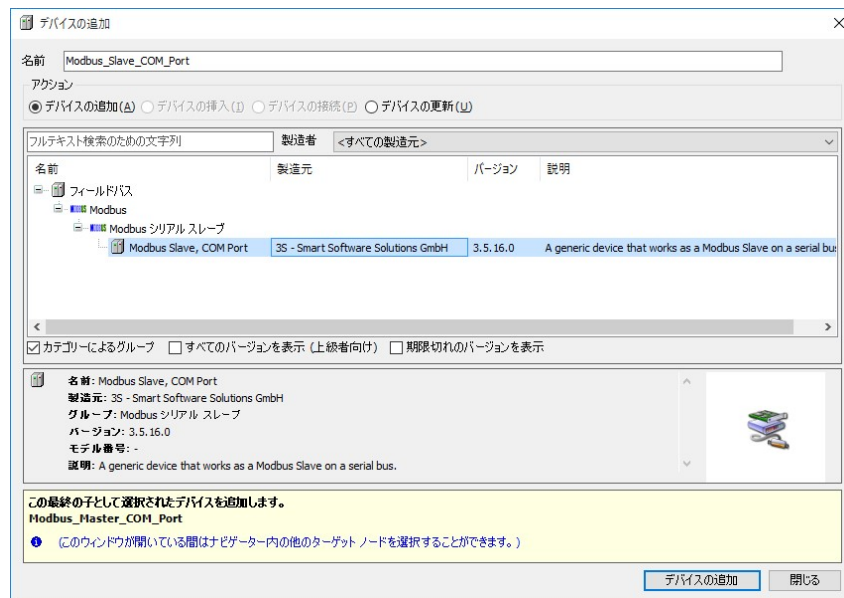 デバイスの追加
名前 Modbus_Slave_COM_Port
アクション
デバイスの追加(A) デバイスの挿入(I) デバイスの接続(P) デバイスの更新(U)
フルテキスト検索のための文字列 製造者 <すべての製造元>
名前 製造元 バージョン 説明
フィールドバス
Modbus
Modbus シリアル スレーブ
Modbus Slave, COM Port 3S - Smart Software Solutions GmbH 3.5.16.0 A generic device that works as a Modbus Slave on a serial bu
カテゴリーによるグループ すべてのバージョンを表示 (上級者向け) 期限切れのバージョンを表示
名前: Modbus Slave, COM Port
製造元: 3S - Smart Software Solutions GmbH
グループ: Modbus シリアル スレーブ
バージョン: 3.5.16.0
モデル番号: -
説明: A generic device that works as a Modbus Slave on a serial bus.
この最終の子として選択されたデバイスを追加します。
Modbus_Master_COM_Port
(このウィンドウが開いている間はナビゲーター内の他のターゲット ノードを選択することができます。)
デバイスの追加 閉じる